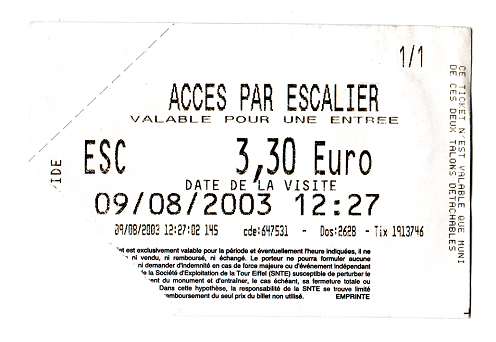 1/1
ACCES PAR ESCALIER
VALABLE POUR UNE ENTREE
ESC 3,30 Euro
DATE DE LA VISITE
09/08/2003 12:27
09/08/2003 12:27:02 145 cde:647531 - Dos:262B - Tix 1913746
est exclusivement valable pour la période et éventuellement l'heure indiquées, il ne
ni vendu, ni remboursé, ni échangé. Le porteur ne pourra formuler aucune
ni demander d'indemnité en cas de force majeure ou d'événement indépendant
de la Société d'Exploitation de la Tour Eiffel (SNTE) susceptible de perturber le
du monument et d'entraîner, le cas échéant, sa fermeture totale ou
Dans cette hypothèse, la responsabilité de la SNTE se trouve limité
remboursement du seul prix du billet non utilisé. EMPRINTE
IDE
CE TICKET N'EST VALABLE QUE MUNI
DE CES DEUX TALONS DETACHABLES